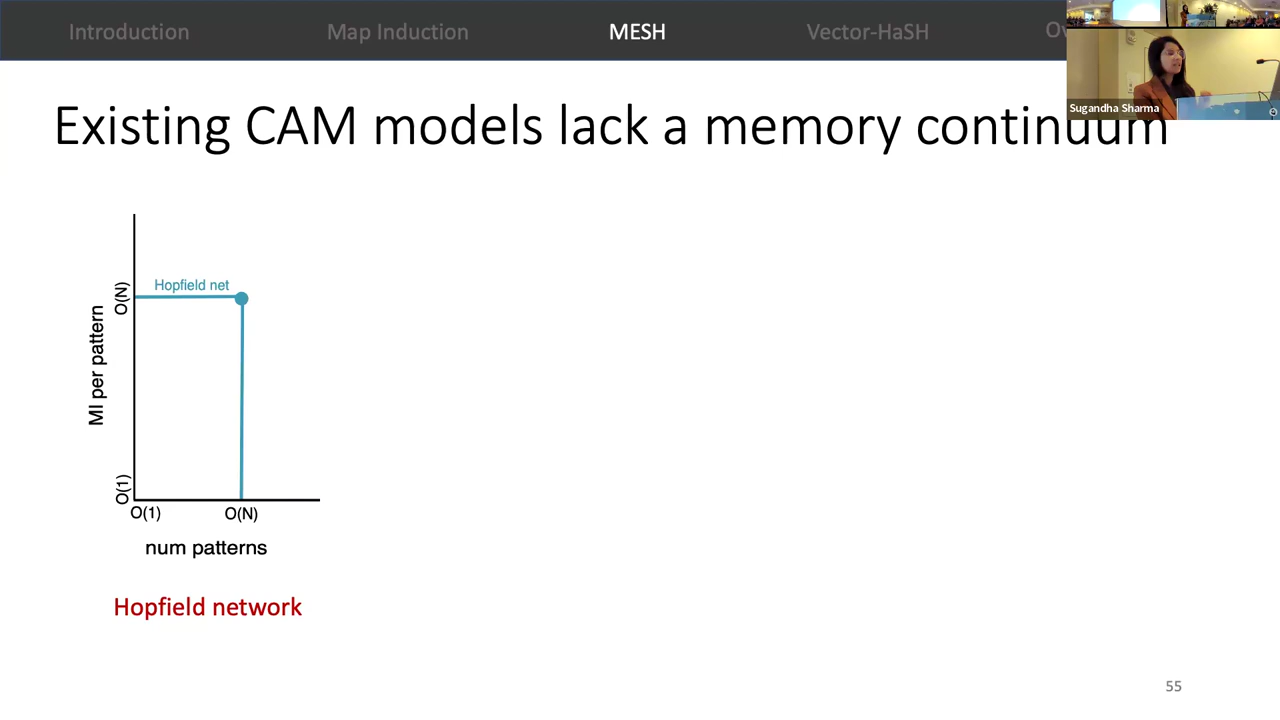 Introduction
Map Induction
MESH
Vector-HaSH
Sugandha Sharma
Existing CAM models lack a memory continuum
O(N)
Hopfield net
MI per pattern
O(1)
O(1)
O(N)
num patterns
Hopfield network
55